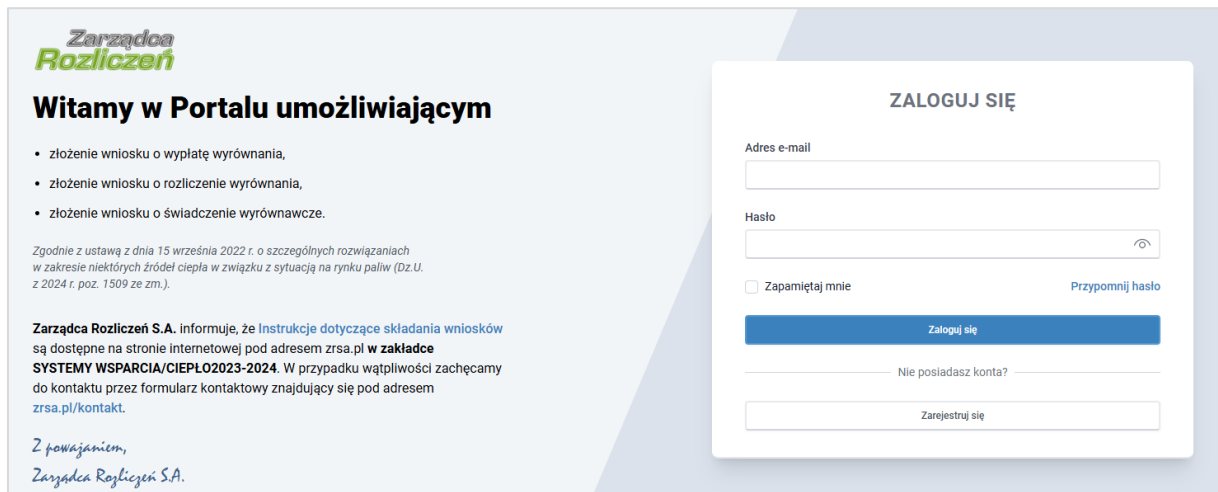 Zarządca
Rozliczeń
Witamy w Portalu umożliwiającym
• złożenie wniosku o wypłatę wyrównania,
• złożenie wniosku o rozliczenie wyrównania,
• złożenie wniosku o świadczenie wyrównawcze.
Zgodnie z ustawą z dnia 15 września 2022 r. o szczególnych rozwiązaniach
w zakresie niektórych źródeł ciepła w związku z sytuacją na rynku paliw (Dz.U.
z 2024 r. poz. 1509 ze zm.).
Zarządca Rozliczeń S.A. informuje, że Instrukcje dotyczące składania wniosków
są dostępne na stronie internetowej pod adresem zrsa.pl w zakładce
SYSTEMY WSPARCIA/CIEPŁO2023-2024. W przypadku wątpliwości zachęcamy
do kontaktu przez formularz kontaktowy znajdujący się pod adresem
zrsa.pl/kontakt.
Z poważaniem,
Zarządca Rozliczeń S.A.
ZALOGUJ SIĘ
Adres e-mail
Hasło
Zapamiętaj mnie
Przypomnij hasło
Zaloguj się
Nie posiadasz konta?
Zarejestruj się